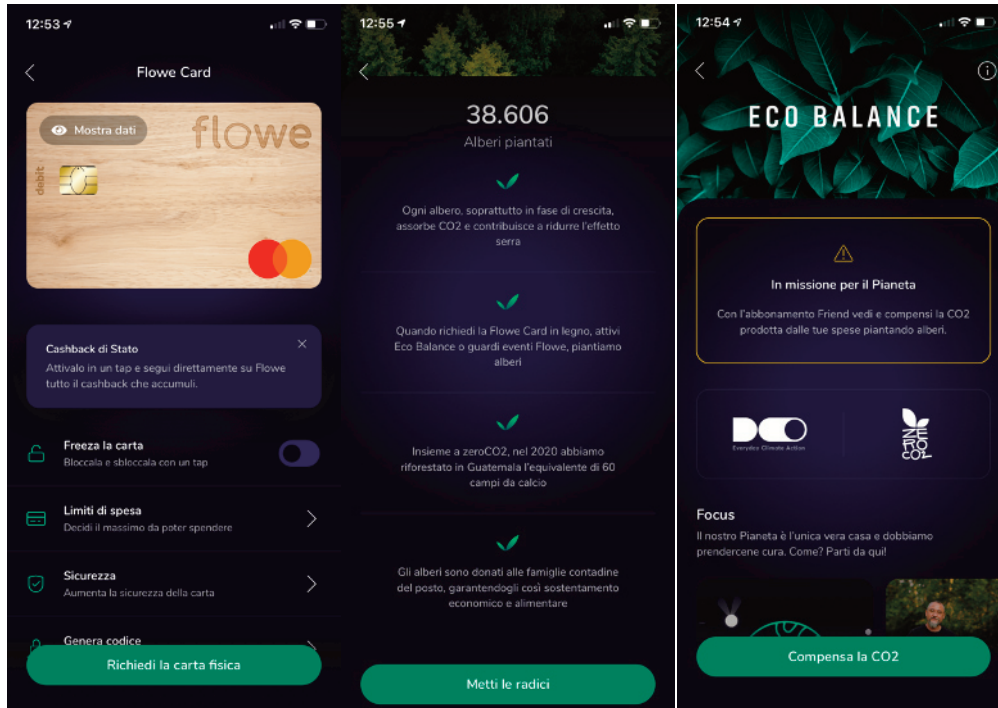 12:53
Flowe Card
Mostra dati
flowe
debit
Cashback di Stato
Attivalo in un tap e segui direttamente su Flowe
tutto il cashback che accumuli.
Freeza la carta
Bloccala e sbloccala con un tap
Limiti di spesa
Decidi il massimo da poter spendere
Sicurezza
Aumenta la sicurezza della carta
Genera codice
Richiedi la carta fisica
12:55
38.606
Alberi piantati
Ogni albero, soprattutto in fase di crescita,
assorbe CO2 e contribuisce a ridurre l'effetto
serra
Quando richiedi la Flowe Card in legno, attivi
Eco Balance o guardi eventi Flowe, piantiamo
alberi
Insieme a zeroCO2, nel 2020 abbiamo
riforestato in Guatemala l'equivalente di 60
campi da calcio
Gli alberi sono donati alle famiglie contadine
del posto, garantendogli così sostentamento
economico e alimentare
Metti le radici
12:54
ECO BALANCE
In missione per il Pianeta
Con l'abbonamento Friend vedi e compensi la CO2
prodotta dalle tue spese piantando alberi.
Everyday Climate Action
ZERO
CO2
Focus
Il nostro Pianeta è l'unica vera casa e dobbiamo
prendercene cura. Come? Parti da qui!
Compensa la CO2